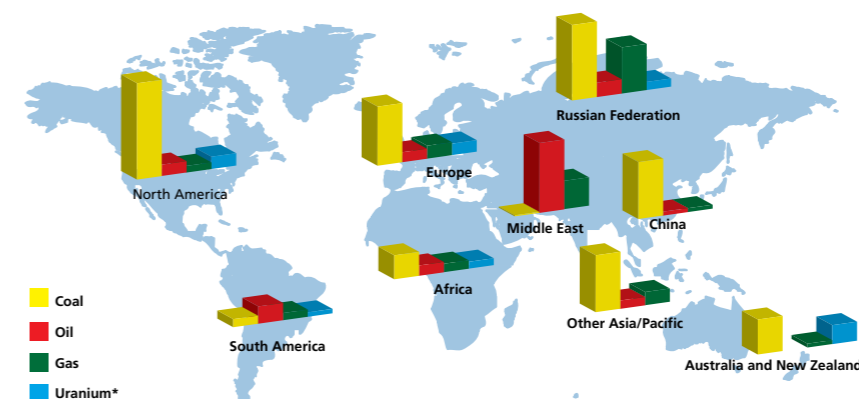 Russian Federation
Europe
North America
Middle East
China
Africa
Coal
Other Asia/Pacific
Oil
South America
Gas
Australia and New Zealand
Uranium*